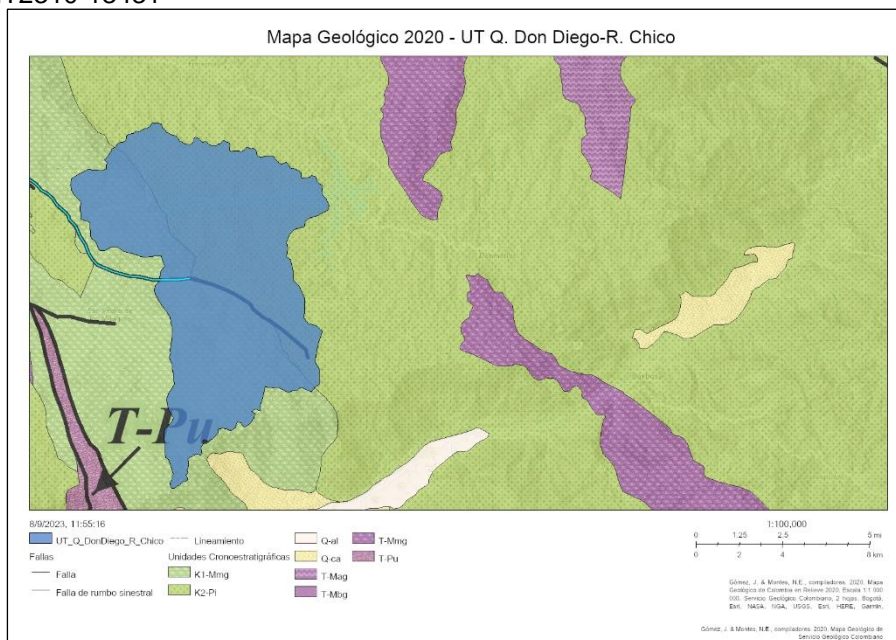 Mapa Geológico 2020 - UT Q. Don Diego-R. Chico
T-Pu
8/9/2023, 11:55:16
UT_Q_DonDiego_R_Chico
Fallas
Falla
Falla de rumbo sinestral
Lineamiento
Unidades Cronoestratigráficas
K1-Mmg
K2-Pi
Q-al
Q-ca
T-Mag
T-Mbg
T-Mmg
T-Pu
1:100,000
0 1.25 2.5 5 mi
0 2 4 8 km
Gómez, J. & Montes, N.E., compiladores. 2020. Mapa
Geológico de Colombia en Relieve 2020. Escala 1:1 000
000. Servicio Geológico Colombiano, 2 hojas. Bogotá,
Esri, NASA, NGA, USGS, Esri, HERE, Garmin,
Gómez, J. & Montes, N.E., compiladores. 2020. Mapa Geológico de
Servicio Geológico Colombiano